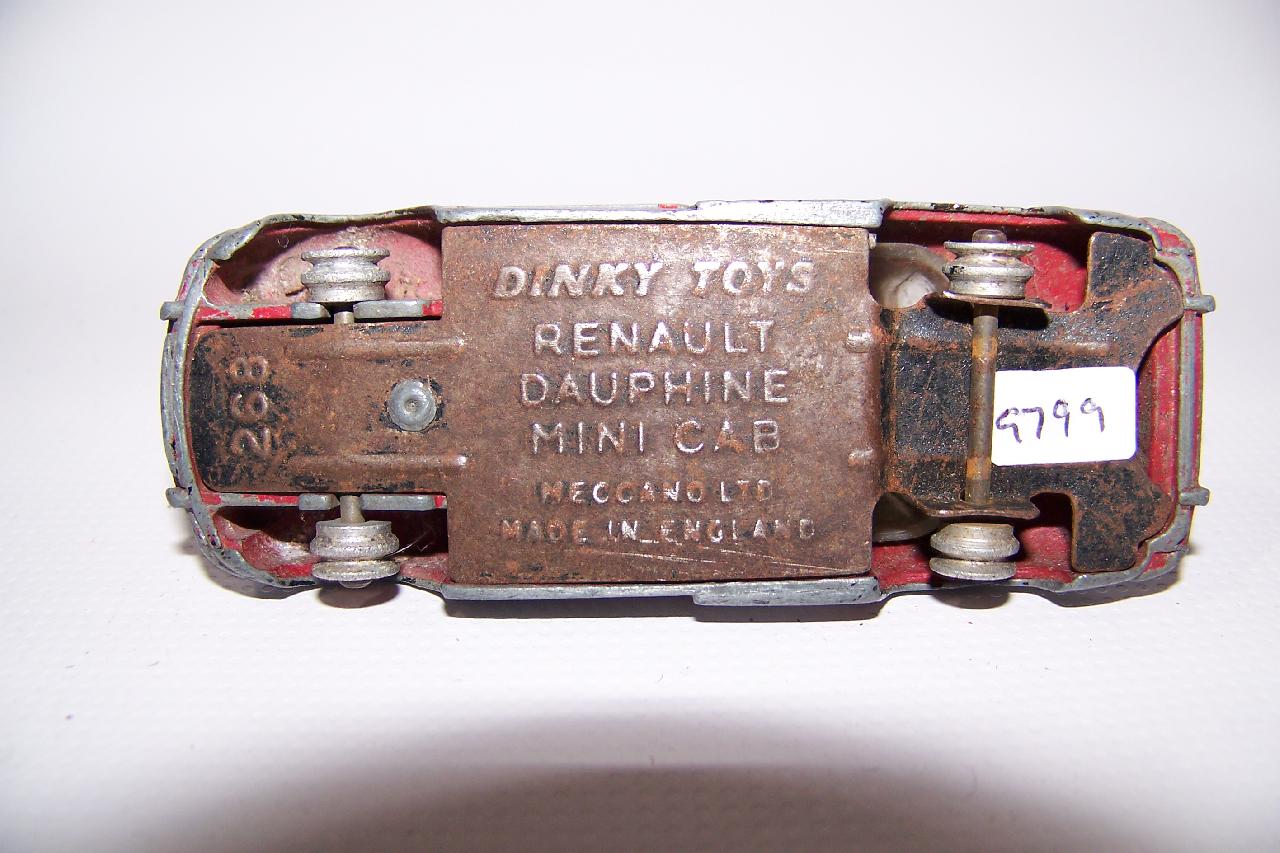 DINKY TOYS
RENAULT
DAUPHINE
MINI CAB
MECCANO LTD
MADE IN ENGLAND
268
9799